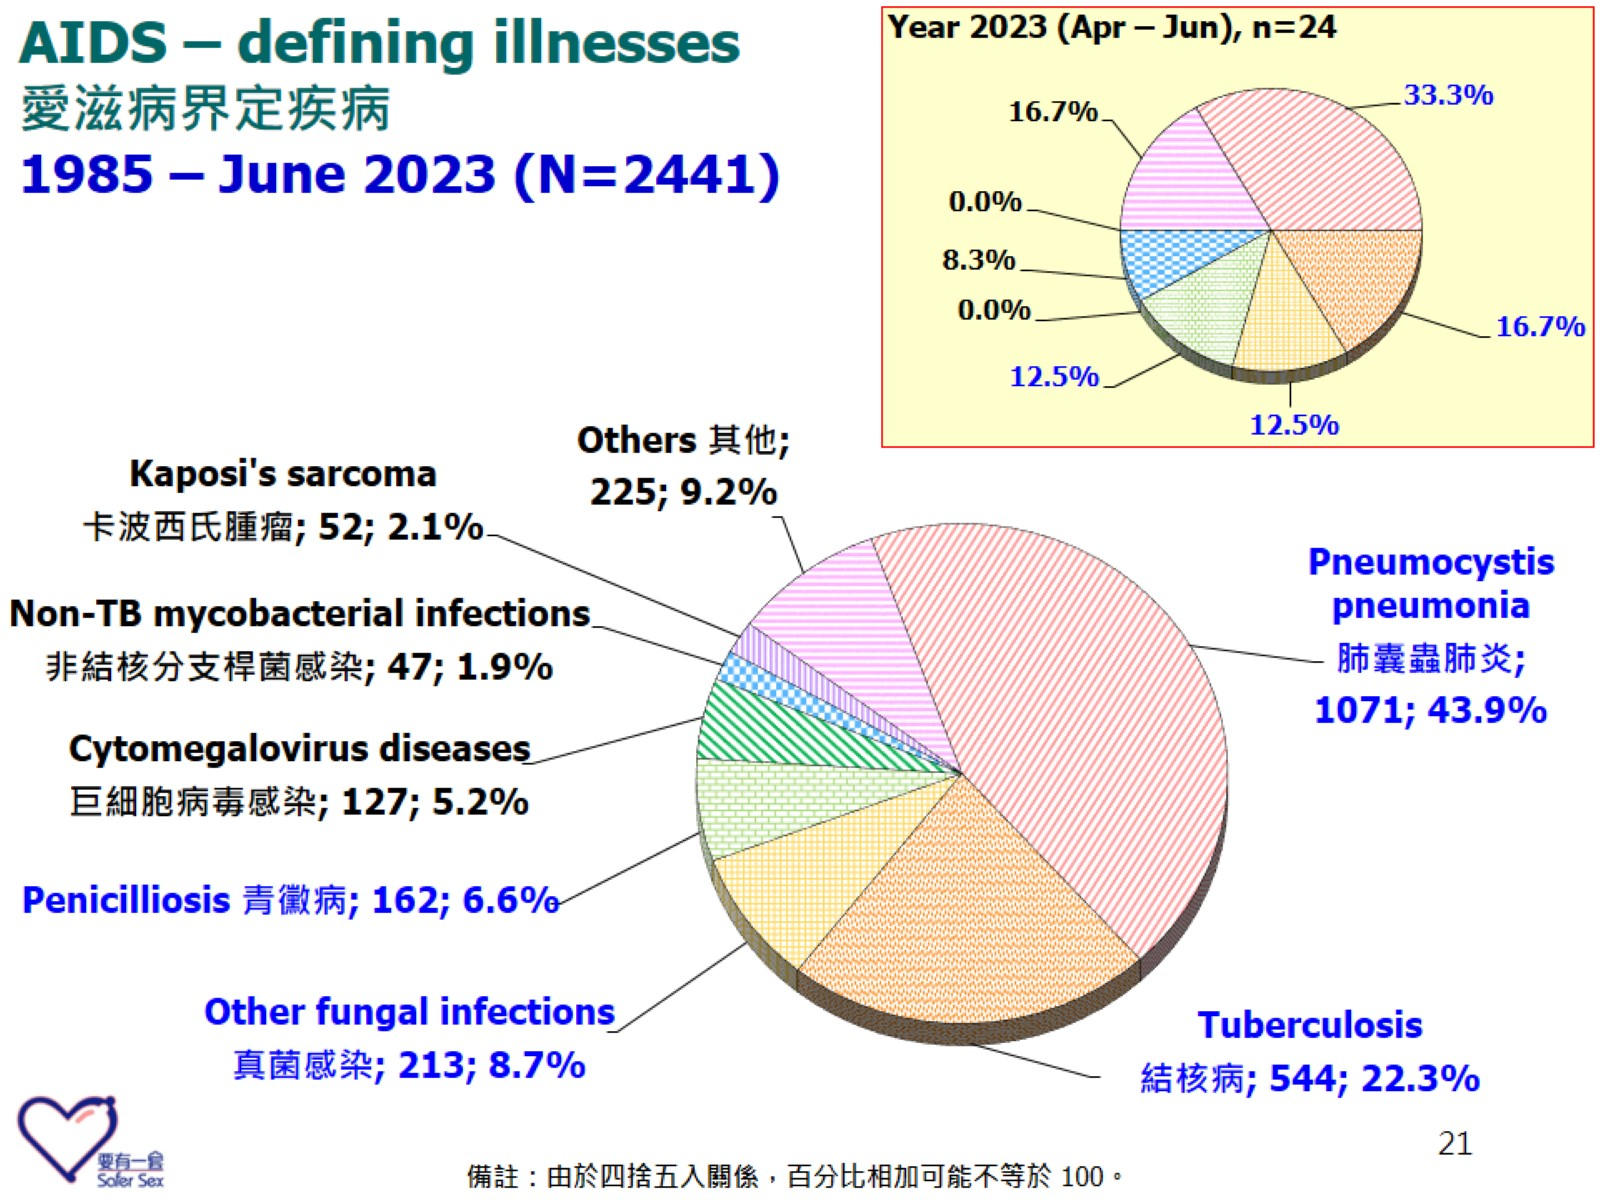 AIDS – defining illnesses
愛滋病界定疾病
1985 – June 2023 (N=2441)
Year 2023 (Apr – Jun), n=24
33.3%
16.7%
0.0%
8.3%
0.0%
12.5%
12.5%
16.7%
Others 其他;
225; 9.2%
Kaposi's sarcoma
卡波西氏腫瘤; 52; 2.1%
Non-TB mycobacterial infections
非結核分支桿菌感染; 47; 1.9%
Cytomegalovirus diseases
巨細胞病毒感染; 127; 5.2%
Penicilliosis 青黴病; 162; 6.6%
Other fungal infections
真菌感染; 213; 8.7%
Pneumocystis
pneumonia
肺囊蟲肺炎;
1071; 43.9%
Tuberculosis
結核病; 544; 22.3%
要有一套
Safer Sex
21
備註：由於四捨五入關係，百分比相加可能不等於 100。